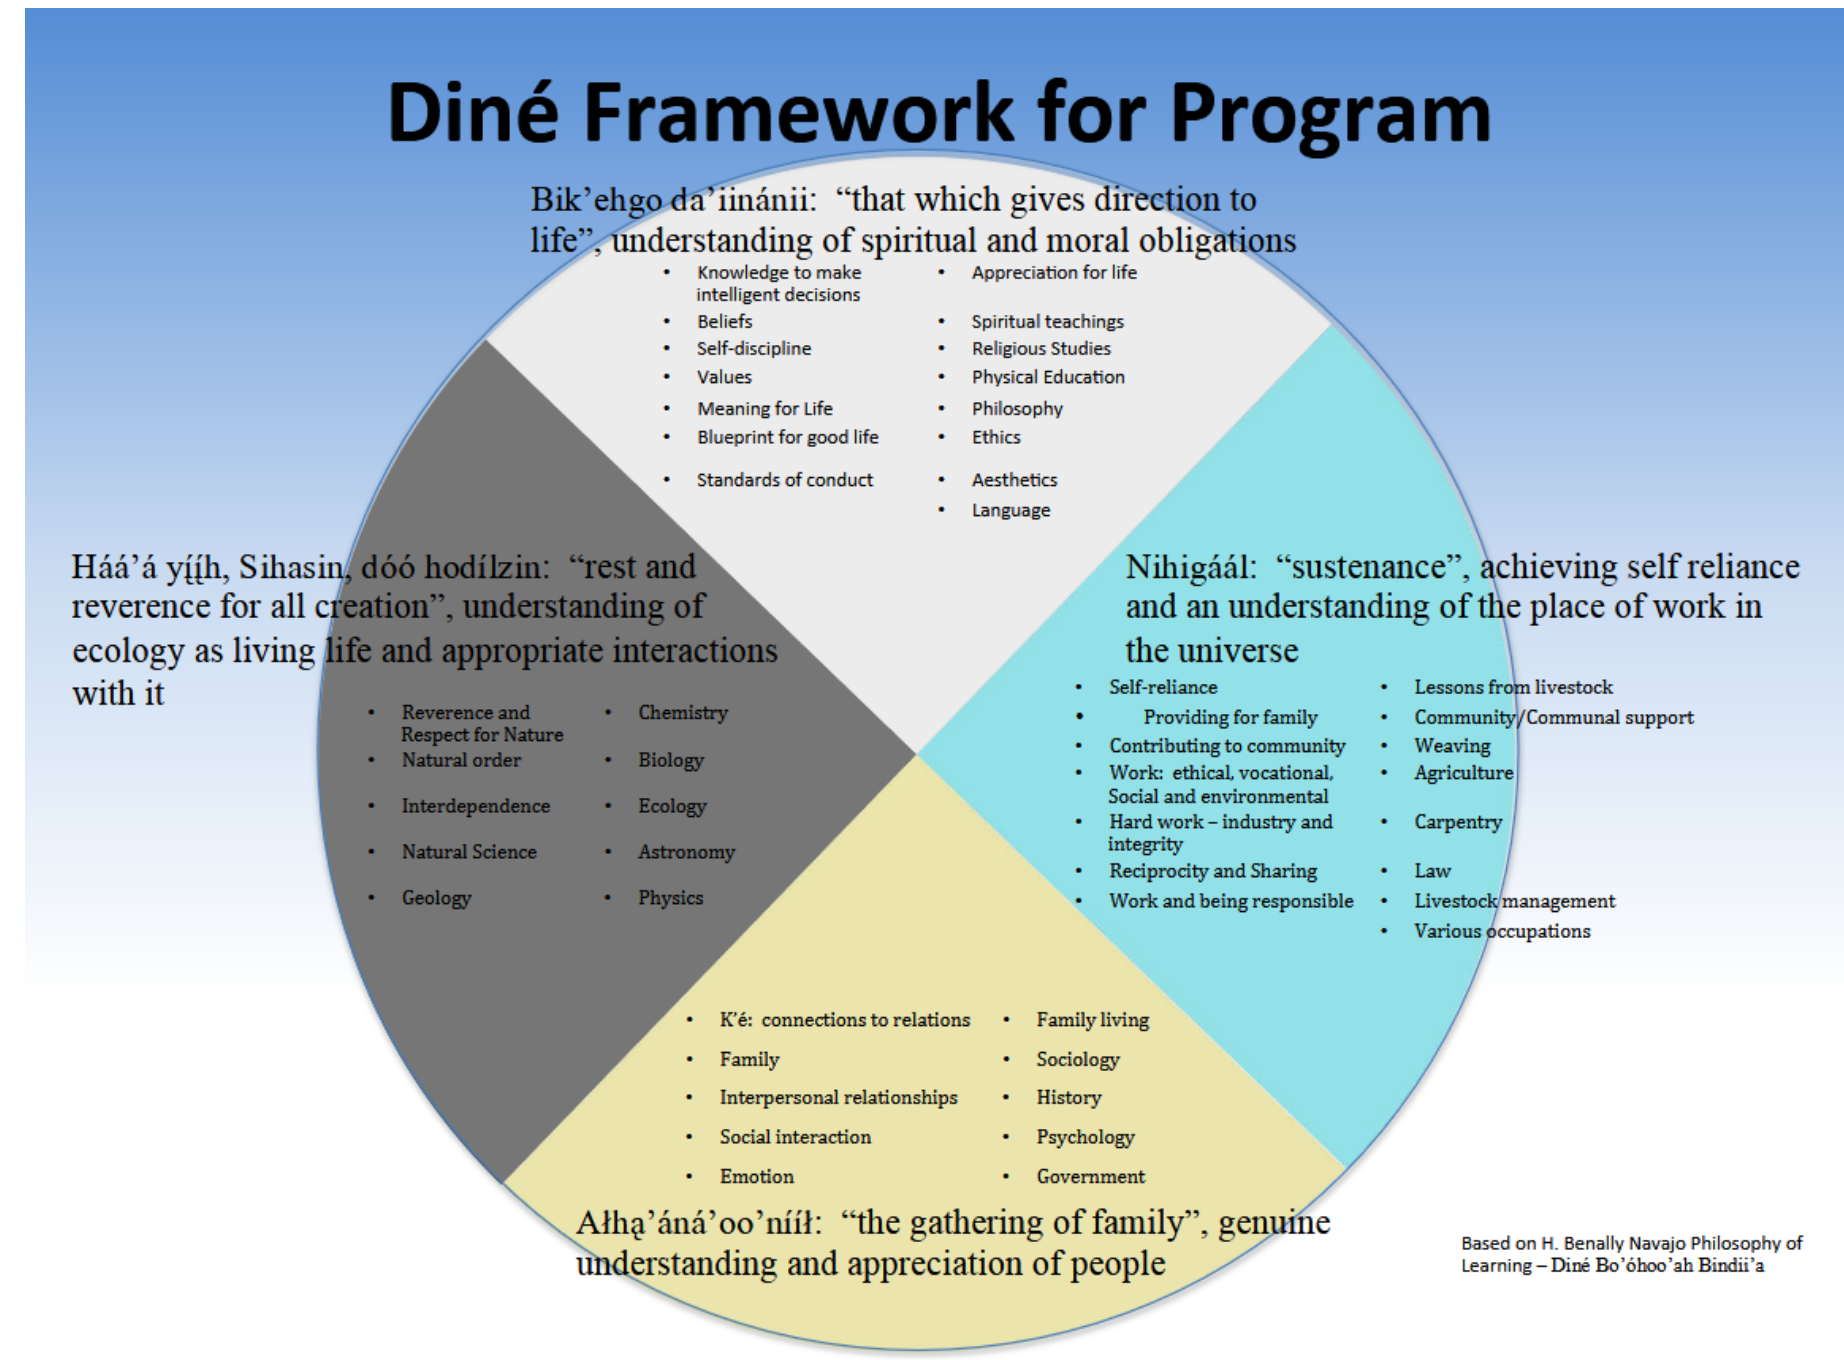 Diné Framework for Program
Bik’ehgo da’iinánii: “that which gives direction to
life”, understanding of spiritual and moral obligations
• Knowledge to make
intelligent decisions
• Beliefs
• Self-discipline
• Values
• Meaning for Life
• Blueprint for good life
• Standards of conduct
• Appreciation for life
• Spiritual teachings
• Religious Studies
• Physical Education
• Philosophy
• Ethics
• Aesthetics
• Language
Háá’á yį́į́h, Sihasin, dóó hodílzin: “rest and
reverence for all creation”, understanding of
ecology as living life and appropriate interactions
with it
• Reverence and
Respect for Nature
• Natural order
• Interdependence
• Natural Science
• Geology
• Chemistry
• Biology
• Ecology
• Astronomy
• Physics
Nihigáál: “sustenance”, achieving self reliance
and an understanding of the place of work in
the universe
• Self-reliance
• Providing for family
• Contributing to community
• Work: ethical, vocational,
Social and environmental
• Hard work – industry and
integrity
• Reciprocity and Sharing
• Work and being responsible
• Lessons from livestock
• Community/Communal support
• Weaving
• Agriculture
• Carpentry
• Law
• Livestock management
• Various occupations
• K’é: connections to relations
• Family
• Interpersonal relationships
• Social interaction
• Emotion
• Family living
• Sociology
• History
• Psychology
• Government
Ałhą’áná’oo’nííł: “the gathering of family”, genuine
understanding and appreciation of people
Based on H. Benally Navajo Philosophy of
Learning – Diné Bo’óhoo’ah Bindii’a